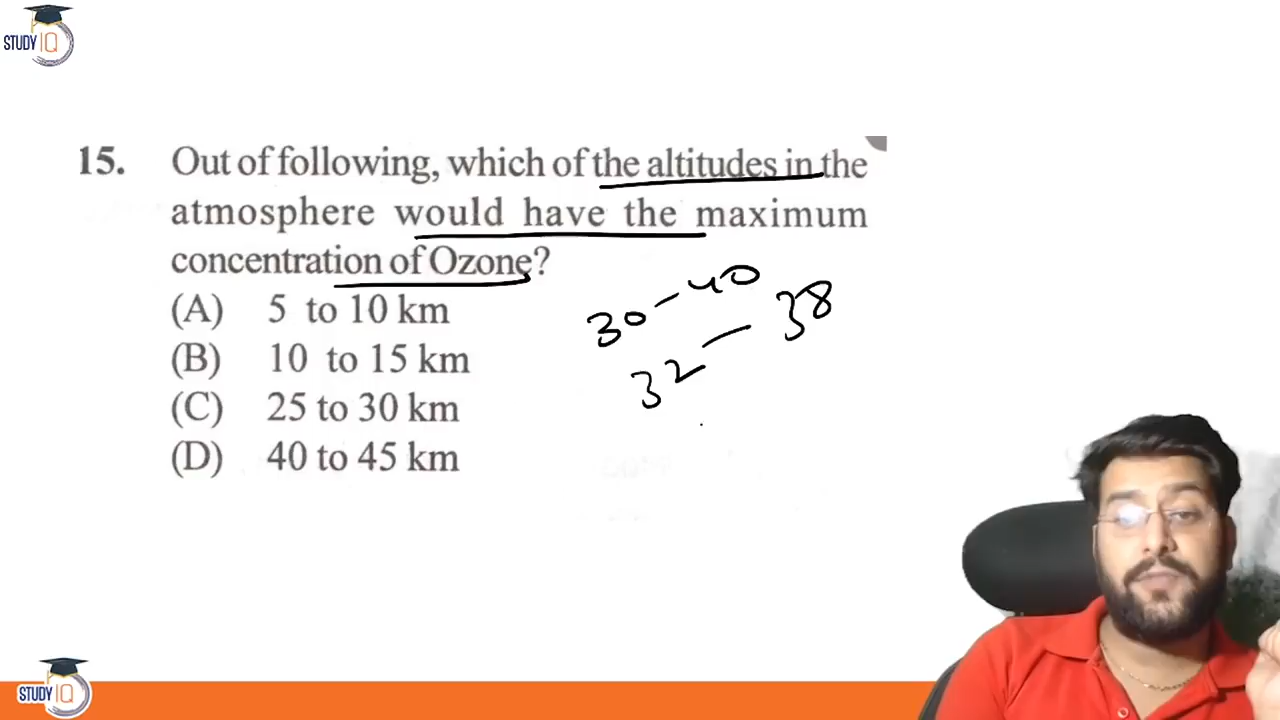 STUDY IQ
15. Out of following, which of the altitudes in the
atmosphere would have the maximum
concentration of Ozone?
(A) 5 to 10 km
(B) 10 to 15 km
(C) 25 to 30 km
(D) 40 to 45 km
30 - 40
32 - 38
STUDY IQ